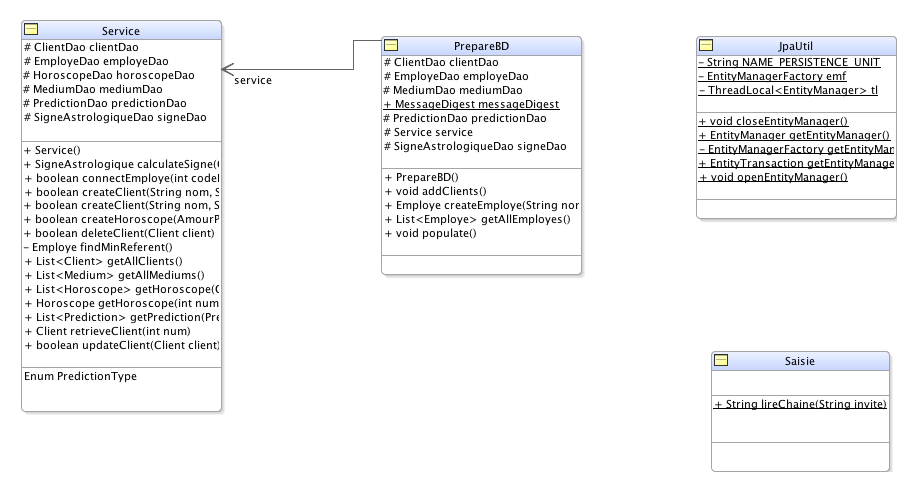 Service
# ClientDao clientDao
# EmployeDao employeDao
# HoroscopeDao horoscopeDao
# MediumDao mediumDao
# PredictionDao predictionDao
# SigneAstrologiqueDao signeDao
+ Service()
+ SigneAstrologique calculateSigne(
+ boolean connectEmploye(int code
+ boolean createClient(String nom, S
+ boolean createClient(String nom, S
+ boolean createHoroscope(Amour
+ boolean deleteClient(Client client)
- Employe findMinReferent()
+ List<Client> getAllClients()
+ List<Medium> getAllMediums()
+ List<Horoscope> getHoroscope(
+ Horoscope getHoroscope(int num
+ List<Prediction> getPrediction(Pre
+ Client retrieveClient(int num)
+ boolean updateClient(Client client)
Enum PredictionType
service
PrepareBD
# ClientDao clientDao
# EmployeDao employeDao
# MediumDao mediumDao
+ MessageDigest messageDigest
# PredictionDao predictionDao
# Service service
# SigneAstrologiqueDao signeDao
+ PrepareBD()
+ void addClients()
+ Employe createEmploye(String nor
+ List<Employe> getAllEmployes()
+ void populate()
JpaUtil
- String NAME_PERSISTENCE_UNIT
- EntityManagerFactory emf
- ThreadLocal<EntityManager> tl
+ void closeEntityManager()
+ EntityManager getEntityManager()
- EntityManagerFactory getEntityMar
+ EntityTransaction getEntityManage
+ void openEntityManager()
Saisie
+ String lireChaine(String invite)